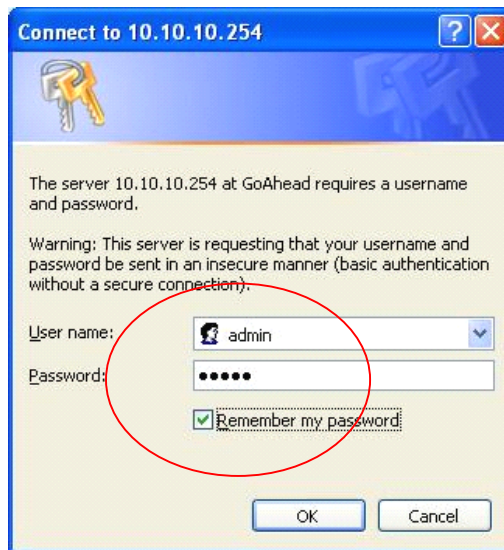 Connect to 10.10.10.254
The server 10.10.10.254 at GoAhead requires a username
and password.
Warning: This server is requesting that your username and
password be sent in an insecure manner (basic authentication
without a secure connection).
User name:
admin
Password:
•••••
Remember my password
OK
Cancel